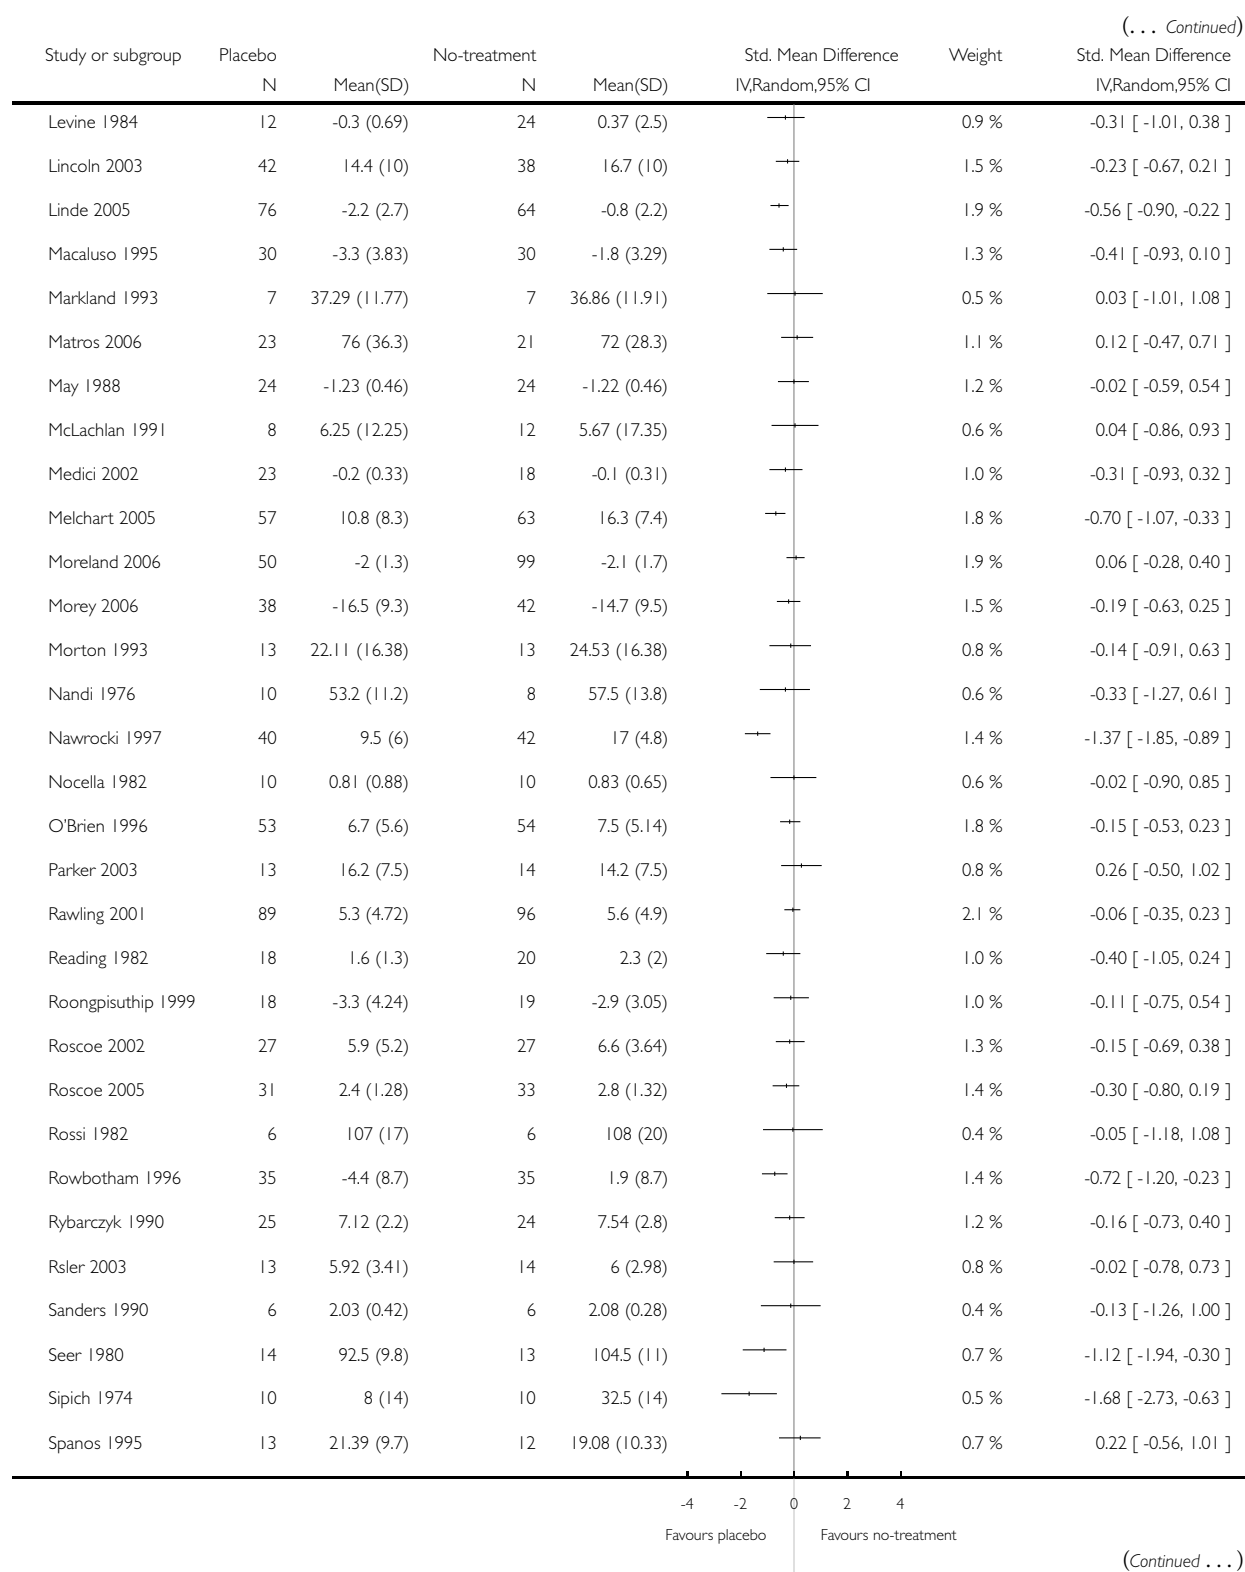 (... Continued)
Study or subgroup Placebo No-treatment Std. Mean Difference Weight Std. Mean Difference
N Mean(SD) N Mean(SD) IV,Random,95% CI IV,Random,95% CI
Levine 1984 12 -0.3 (0.69) 24 0.37 (2.5) 0.9 % -0.31 [ -1.01, 0.38 ]
Lincoln 2003 42 14.4 (10) 38 16.7 (10) 1.5 % -0.23 [ -0.67, 0.21 ]
Linde 2005 76 -2.2 (2.7) 64 -0.8 (2.2) 1.9 % -0.56 [ -0.90, -0.22 ]
Macaluso 1995 30 -3.3 (3.83) 30 -1.8 (3.29) 1.3 % -0.41 [ -0.93, 0.10 ]
Markland 1993 7 37.29 (11.77) 7 36.86 (11.91) 0.5 % 0.03 [ -1.01, 1.08 ]
Matros 2006 23 76 (36.3) 21 72 (28.3) 1.1 % 0.12 [ -0.47, 0.71 ]
May 1988 24 -1.23 (0.46) 24 -1.22 (0.46) 1.2 % -0.02 [ -0.59, 0.54 ]
McLachlan 1991 8 6.25 (12.25) 12 5.67 (17.35) 0.6 % 0.04 [ -0.86, 0.93 ]
Medici 2002 23 -0.2 (0.33) 18 -0.1 (0.31) 1.0 % -0.31 [ -0.93, 0.32 ]
Melchart 2005 57 10.8 (8.3) 63 16.3 (7.4) 1.8 % -0.70 [ -1.07, -0.33 ]
Moreland 2006 50 -2 (1.3) 99 -2.1 (1.7) 1.9 % 0.06 [ -0.28, 0.40 ]
Morey 2006 38 -16.5 (9.3) 42 -14.7 (9.5) 1.5 % -0.19 [ -0.63, 0.25 ]
Morton 1993 13 22.11 (16.38) 13 24.53 (16.38) 0.8 % -0.14 [ -0.91, 0.63 ]
Nandi 1976 10 53.2 (11.2) 8 57.5 (13.8) 0.6 % -0.33 [ -1.27, 0.61 ]
Nawrocki 1997 40 9.5 (6) 42 17 (4.8) 1.4 % -1.37 [ -1.85, -0.89 ]
Nocella 1982 10 0.81 (0.88) 10 0.83 (0.65) 0.6 % -0.02 [ -0.90, 0.85 ]
O'Brien 1996 53 6.7 (5.6) 54 7.5 (5.14) 1.8 % -0.15 [ -0.53, 0.23 ]
Parker 2003 13 16.2 (7.5) 14 14.2 (7.5) 0.8 % 0.26 [ -0.50, 1.02 ]
Rawling 2001 89 5.3 (4.72) 96 5.6 (4.9) 2.1 % -0.06 [ -0.35, 0.23 ]
Reading 1982 18 1.6 (1.3) 20 2.3 (2) 1.0 % -0.40 [ -1.05, 0.24 ]
Roongpisuthip 1999 18 -3.3 (4.24) 19 -2.9 (3.05) 1.0 % -0.11 [ -0.75, 0.54 ]
Roscoe 2002 27 5.9 (5.2) 27 6.6 (3.64) 1.3 % -0.15 [ -0.69, 0.38 ]
Roscoe 2005 31 2.4 (1.28) 33 2.8 (1.32) 1.4 % -0.30 [ -0.80, 0.19 ]
Rossi 1982 6 107 (17) 6 108 (20) 0.4 % -0.05 [ -1.18, 1.08 ]
Rowbotham 1996 35 -4.4 (8.7) 35 1.9 (8.7) 1.4 % -0.72 [ -1.20, -0.23 ]
Rybarczyk 1990 25 7.12 (2.2) 24 7.54 (2.8) 1.2 % -0.16 [ -0.73, 0.40 ]
Rsler 2003 13 5.92 (3.41) 14 6 (2.98) 0.8 % -0.02 [ -0.78, 0.73 ]
Sanders 1990 6 2.03 (0.42) 6 2.08 (0.28) 0.4 % -0.13 [ -1.26, 1.00 ]
Seer 1980 14 92.5 (9.8) 13 104.5 (11) 0.7 % -1.12 [ -1.94, -0.30 ]
Sipich 1974 10 8 (14) 10 32.5 (14) 0.5 % -1.68 [ -2.73, -0.63 ]
Spanos 1995 13 21.39 (9.7) 12 19.08 (10.33) 0.7 % 0.22 [ -0.56, 1.01 ]
-4 -2 0 2 4
Favours placebo Favours no-treatment
(Continued ...)